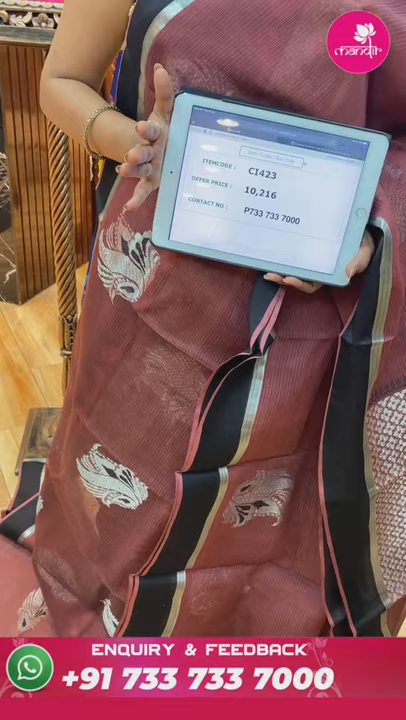 mandir
ITEMCODE : CI423
OFFER PRICE : 10,216
CONTACT NO : P733 733 7000
ENQUIRY & FEEDBACK
+91 733 733 7000